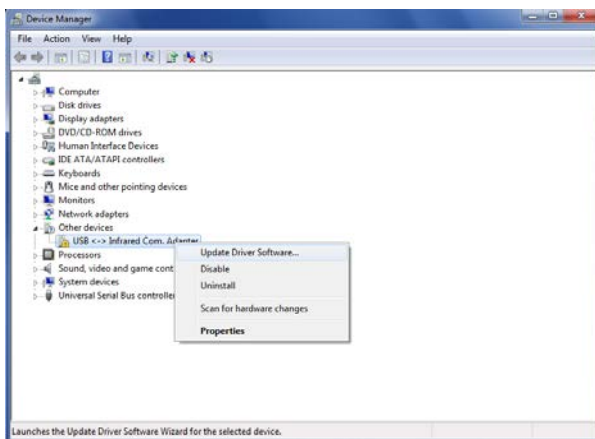 Device Manager
File Action View Help
Computer
Disk drives
Display adapters
DVD/CD-ROM drives
Human Interface Devices
IDE ATA/ATAPI controllers
Keyboards
Mice and other pointing devices
Monitors
Network adapters
Other devices
USB <-> Infrared Com. Adapter
Processors
Sound, video and game cont
System devices
Universal Serial Bus controlle
Update Driver Software...
Disable
Uninstall
Scan for hardware changes
Properties
Launches the Update Driver Software Wizard for the selected device.